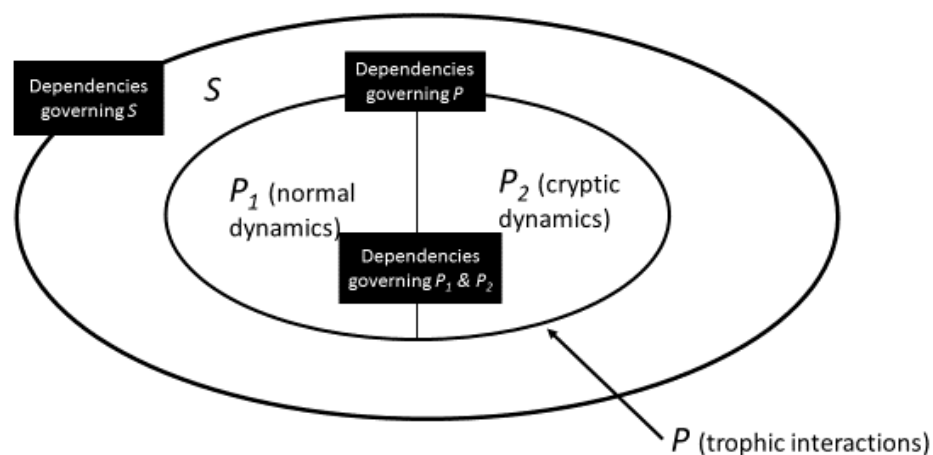 Dependencies
governing S
S
Dependencies
governing P
P1 (normal
dynamics)
P2 (cryptic
dynamics)
Dependencies
governing P1 & P2
P (trophic interactions)